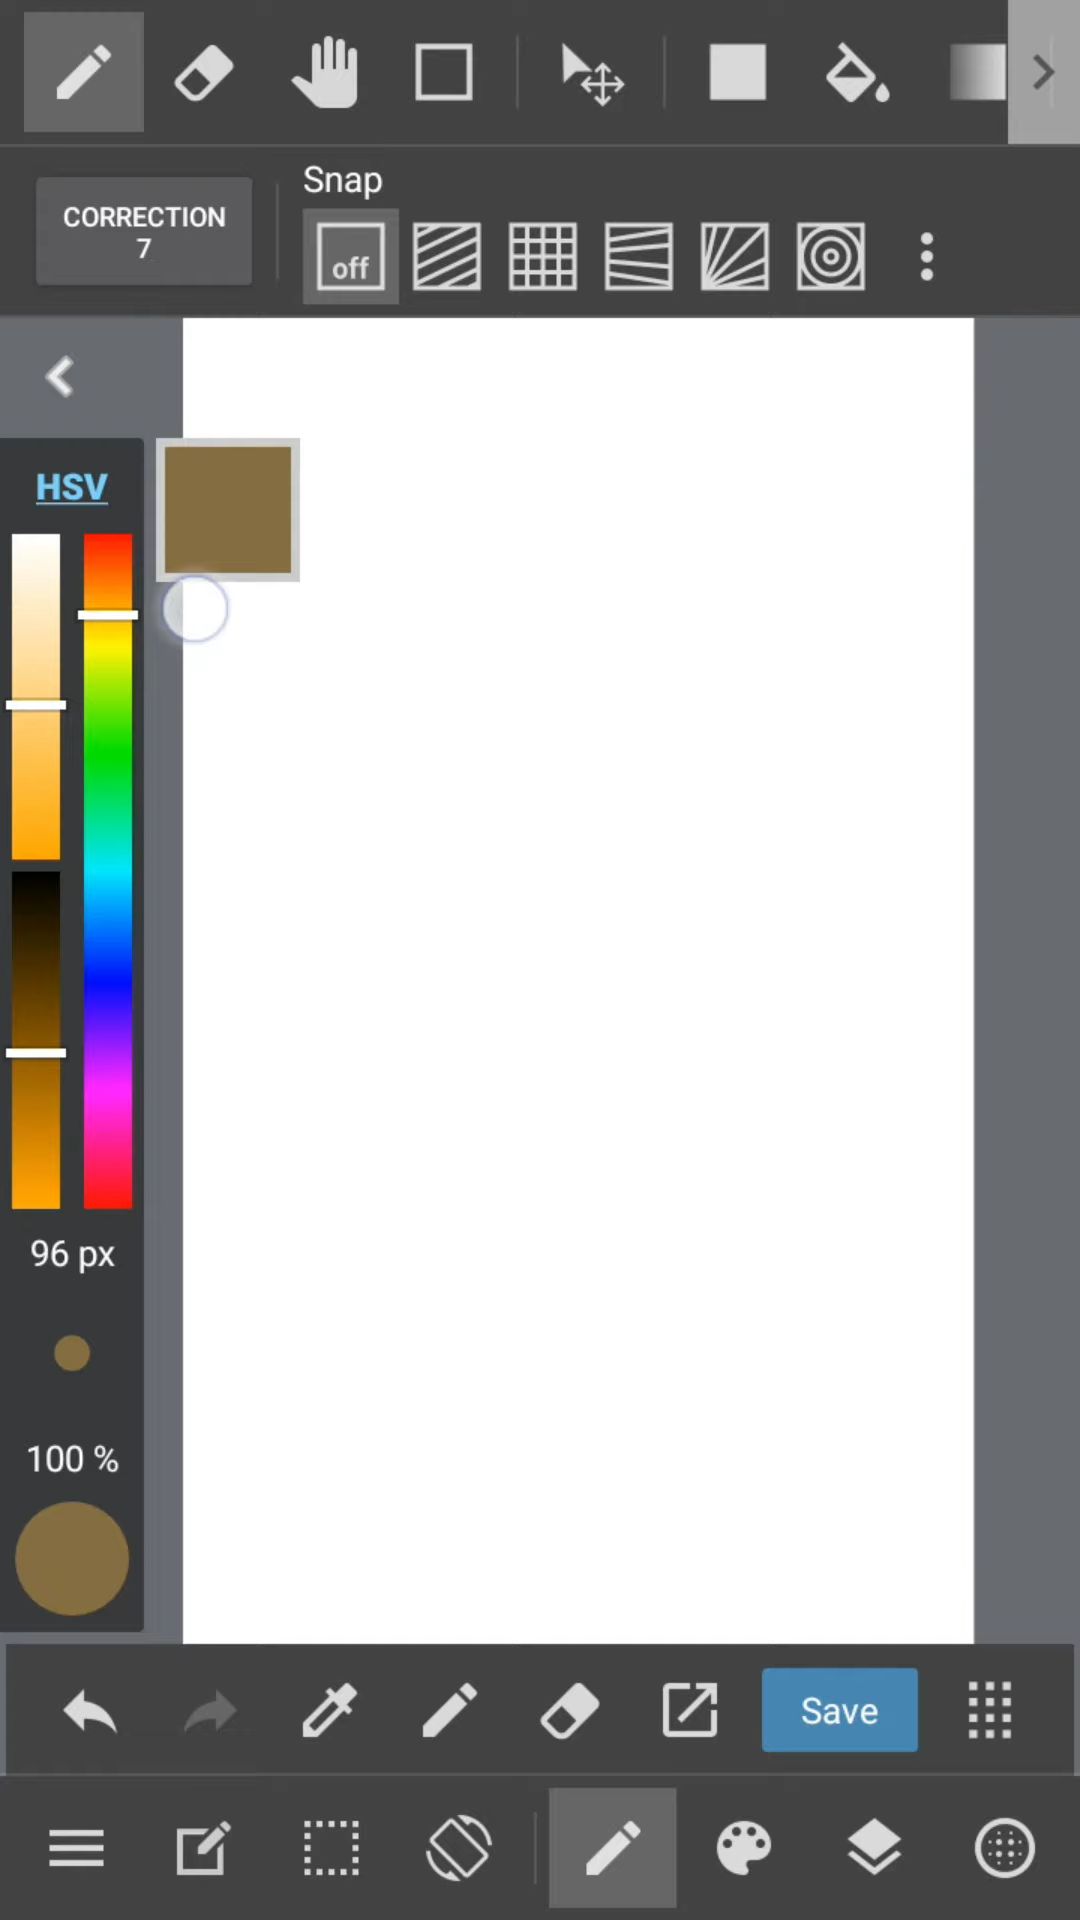 Snap
CORRECTION
7
off
HSV
96 px
100 %
Save